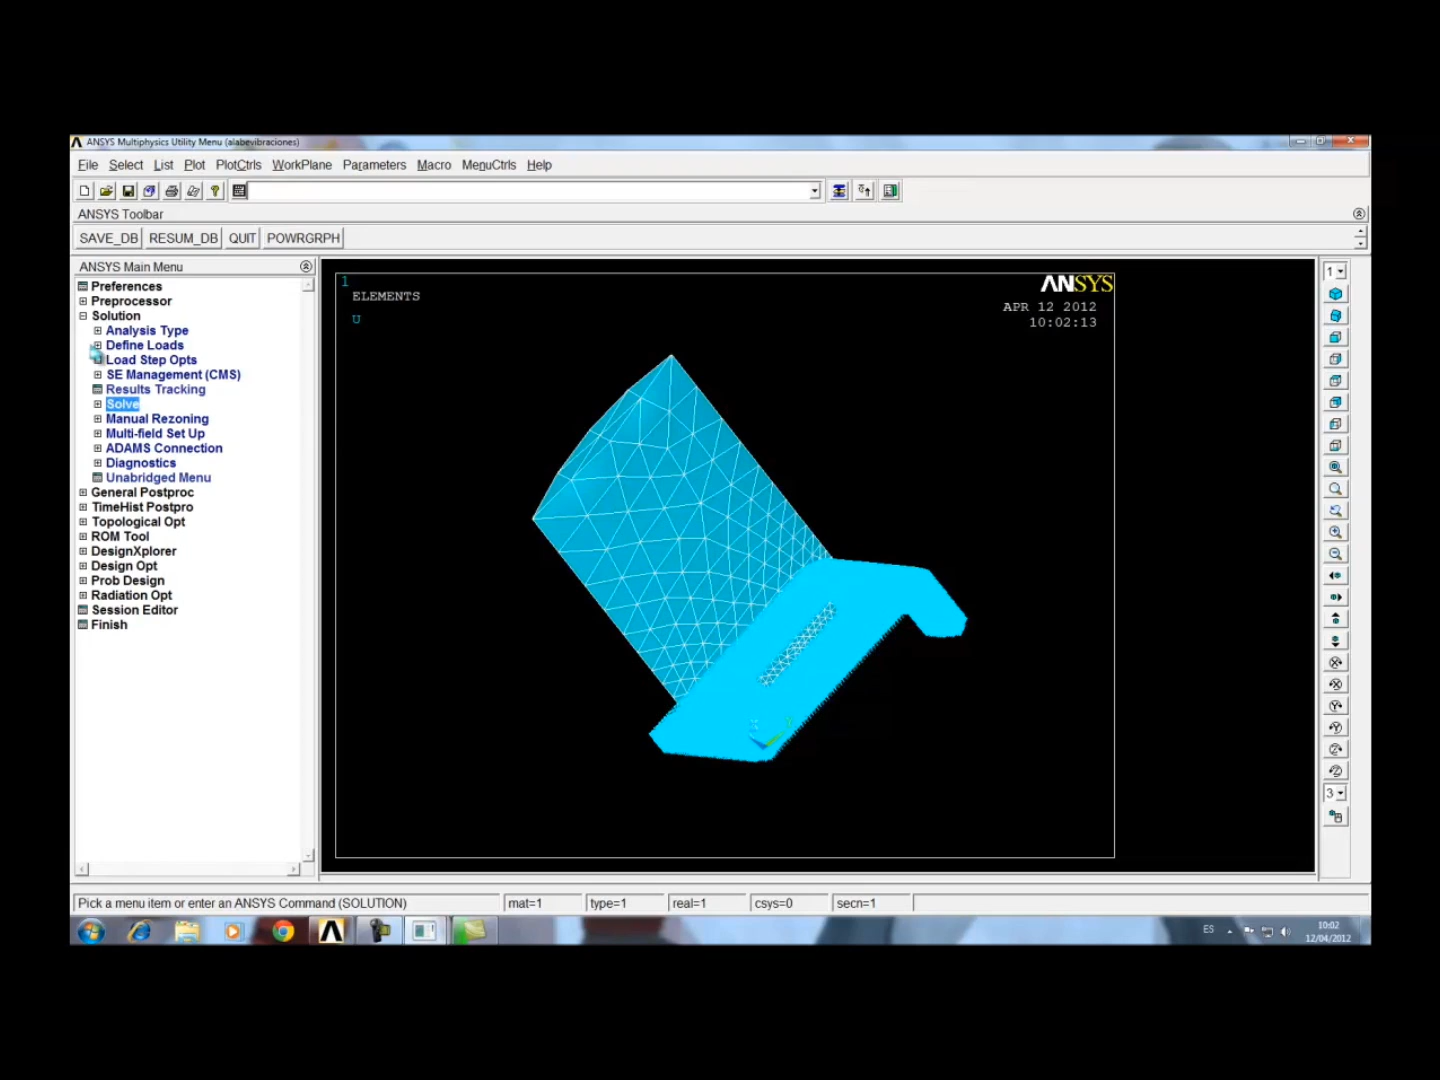 ANSYS Multiphysics Utility Menu (alabevibraciones)
File Select List Plot PlotCtrls WorkPlane Parameters Macro MenuCtrls Help
ANSYS Toolbar
SAVE_DB RESUM_DB QUIT POWRGRPH
ANSYS Main Menu
Preferences
Preprocessor
Solution
Analysis Type
Define Loads
Load Step Opts
SE Management (CMS)
Results Tracking
Solve
Manual Rezoning
Multi-field Set Up
ADAMS Connection
Diagnostics
Unabridged Menu
General Postproc
TimeHist Postpro
Topological Opt
ROM Tool
DesignXplorer
Design Opt
Prob Design
Radiation Opt
Session Editor
Finish
1
ELEMENTS
U
ANSYS
APR 12 2012
10:02:13
1
3
Pick a menu item or enter an ANSYS Command (SOLUTION) mat=1 type=1 real=1 csys=0 secn=1
ES
10:02
12/04/2012